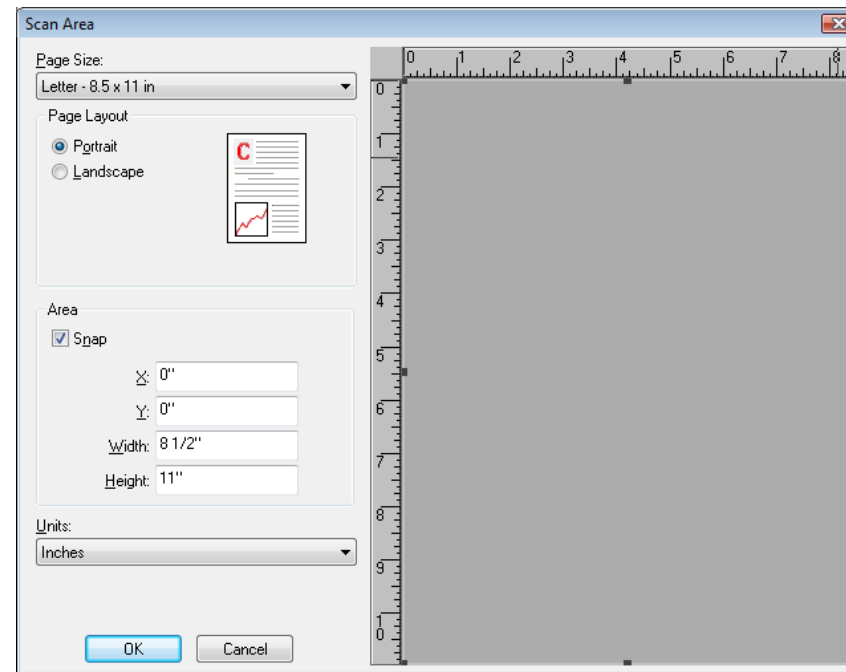 Scan Area
Page Size:
Letter - 8.5 x 11 in
Page Layout
Portrait
Landscape
C
Area
Snap
X: 0"
Y: 0"
Width: 8 1/2"
Height: 11"
Units:
Inches
OK Cancel
0 1 2 3 4 5 6 7 8
0
1
2
3
4
5
6
7
8
9
10